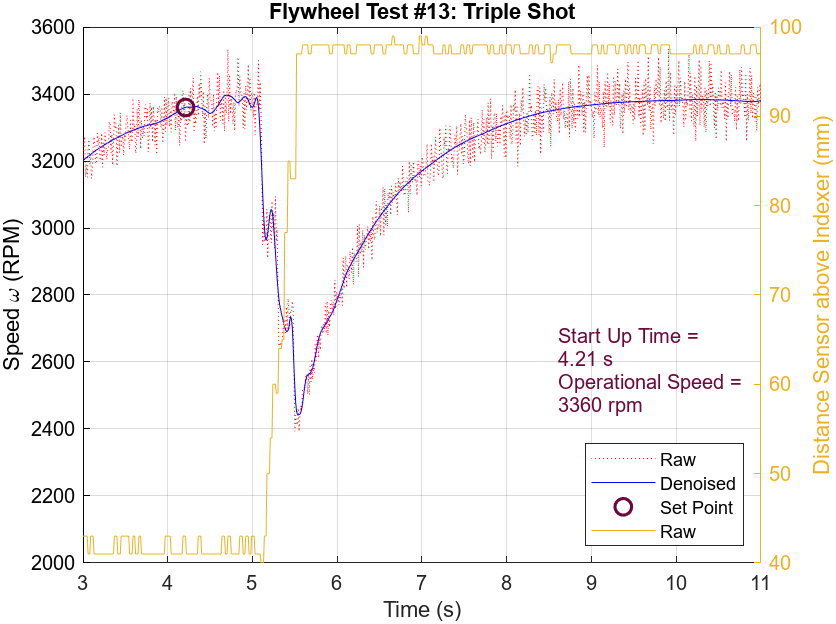 Flywheel Test #13: Triple Shot
3600
3400
3200
3000
2800
2600
2400
2200
2000
Speed ω (RPM)
100
90
80
70
60
50
40
Distance Sensor above Indexer (mm)
Start Up Time =
4.21 s
Operational Speed =
3360 rpm
Raw
Denoised
Set Point
Raw
3 4 5 6 7 8 9 10 11
Time (s)